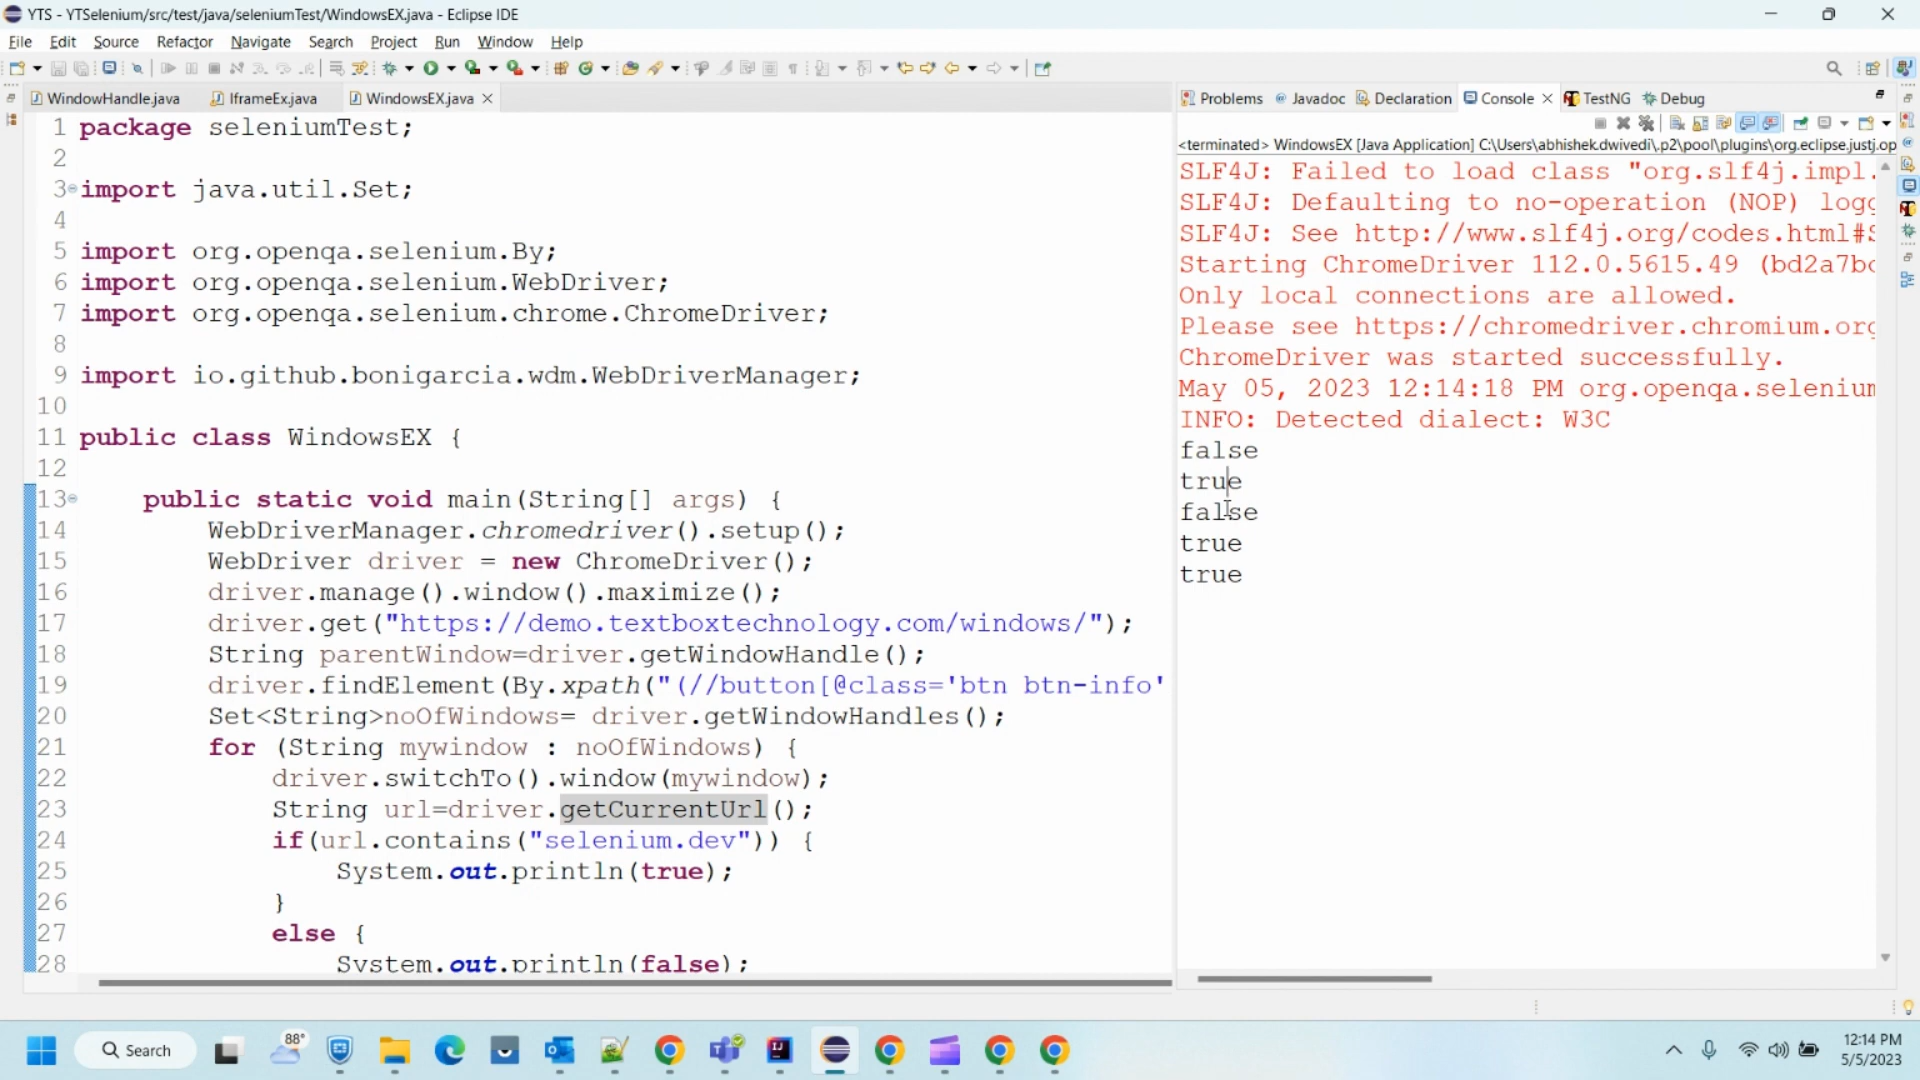 YTS - YTSelenium/src/test/java/seleniumTest/WindowsEX.java - Eclipse IDE
File Edit Source Refactor Navigate Search Project Run Window Help
WindowHandle.java IframeEx.java WindowsEX.java
1 package seleniumTest;
2
3 import java.util.Set;
4
5 import org.openqa.selenium.By;
6 import org.openqa.selenium.WebDriver;
7 import org.openqa.selenium.chrome.ChromeDriver;
8
9 import io.github.bonigarcia.wdm.WebDriverManager;
10
11 public class WindowsEX {
12
13 public static void main(String[] args) {
14 WebDriverManager.chromedriver().setup();
15 WebDriver driver = new ChromeDriver();
16 driver.manage().window().maximize();
17 driver.get("https://demo.textboxtechnology.com/windows/");
18 String parentWindow=driver.getWindowHandle();
19 driver.findElement(By.xpath("(//button[@class='btn btn-info'
20 Set<String>noOfWindows= driver.getWindowHandles();
21 for (String mywindow : noOfWindows) {
22 driver.switchTo().window(mywindow);
23 String url=driver.getCurrentUrl();
24 if(url.contains("selenium.dev")) {
25 System.out.println(true);
26 }
27 else {
28 System.out.println(false);
Problems Javadoc Declaration Console TestNG Debug
<terminated> WindowsEX [Java Application] C:\Users\abhishek.dwivedi\.p2\pool\plugins\org.eclipse.justj.op
SLF4J: Failed to load class "org.slf4j.impl.
SLF4J: Defaulting to no-operation (NOP) logg
SLF4J: See http://www.slf4j.org/codes.html#S
Starting ChromeDriver 112.0.5615.49 (bd2a7bc
Only local connections are allowed.
Please see https://chromedriver.chromium.org
ChromeDriver was started successfully.
May 05, 2023 12:14:18 PM org.openqa.selenium
INFO: Detected dialect: W3C
false
true
false
true
true
Search
88°
12:14 PM
5/5/2023